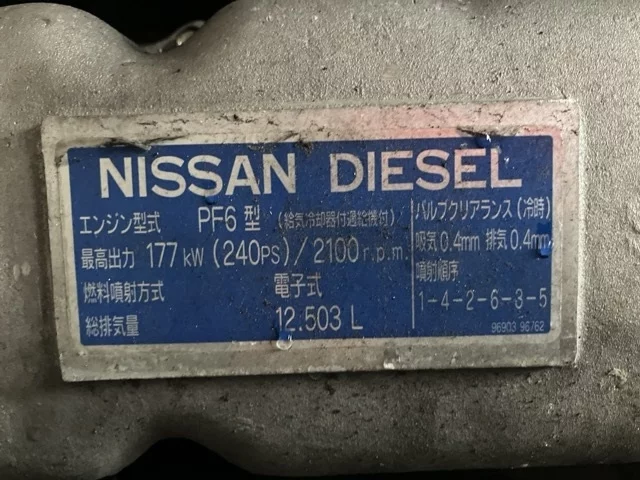 NISSAN DIESEL
エンジン型式 PF6 型 (給気冷却器付過給機付)
最高出力 177 kW (240PS) / 2100 r.p.m.
燃料噴射方式 電子式
総排気量 12.503 L
バルブクリアランス (冷時)
吸気 0.4mm 排気 0.4mm
噴射順序
1-4-2-6-3-5
96903 96762